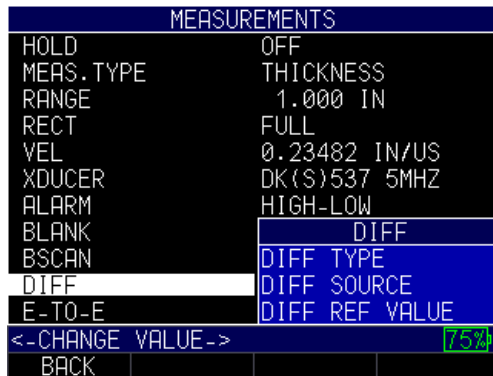 MEASUREMENTS
HOLD OFF
MEAS.TYPE THICKNESS
RANGE 1.000 IN
RECT FULL
VEL 0.23482 IN/US
XDUCER DK(S)537 5MHZ
ALARM HIGH-LOW
BLANK DIFF
BSCAN DIFF TYPE
DIFF DIFF SOURCE
E-TO-E DIFF REF VALUE
<-CHANGE VALUE-> 75%
BACK